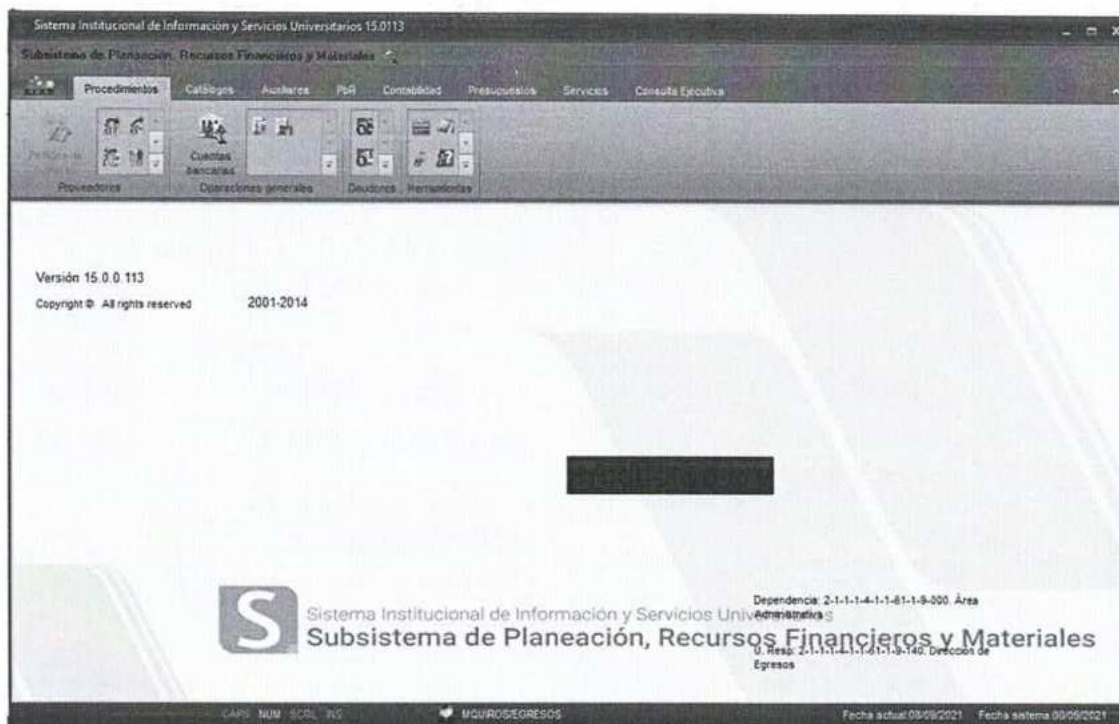 Sistema Institucional de Información y Servicios Universitarios 15.0113
Subsistema de Planeación, Recursos Financieros y Materiales
Procedimientos Catálogos Auxiliares PbR Contabilidad Presupuestos Servicios Consulta Ejecutiva
Cuentas bancarias
Proveedores Operaciones generales Deudores Herramientas
Versión 15.0.0.113
Copyright © All rights reserved 2001-2014
Dependencia: 2-1-1-1-4-1-1-61-1-9-000. Área Administrativa
S
Sistema Institucional de Información y Servicios Universitarios
Subsistema de Planeación, Recursos Financieros y Materiales
U. Resp: 2-1-1-1-4-1-1-61-1-9-140. Dirección de Egresos
CAPS NUM SCRL INS MQUIROS/EGRESOS Fecha actual:08/09/2021 Fecha sistema:08/09/2021